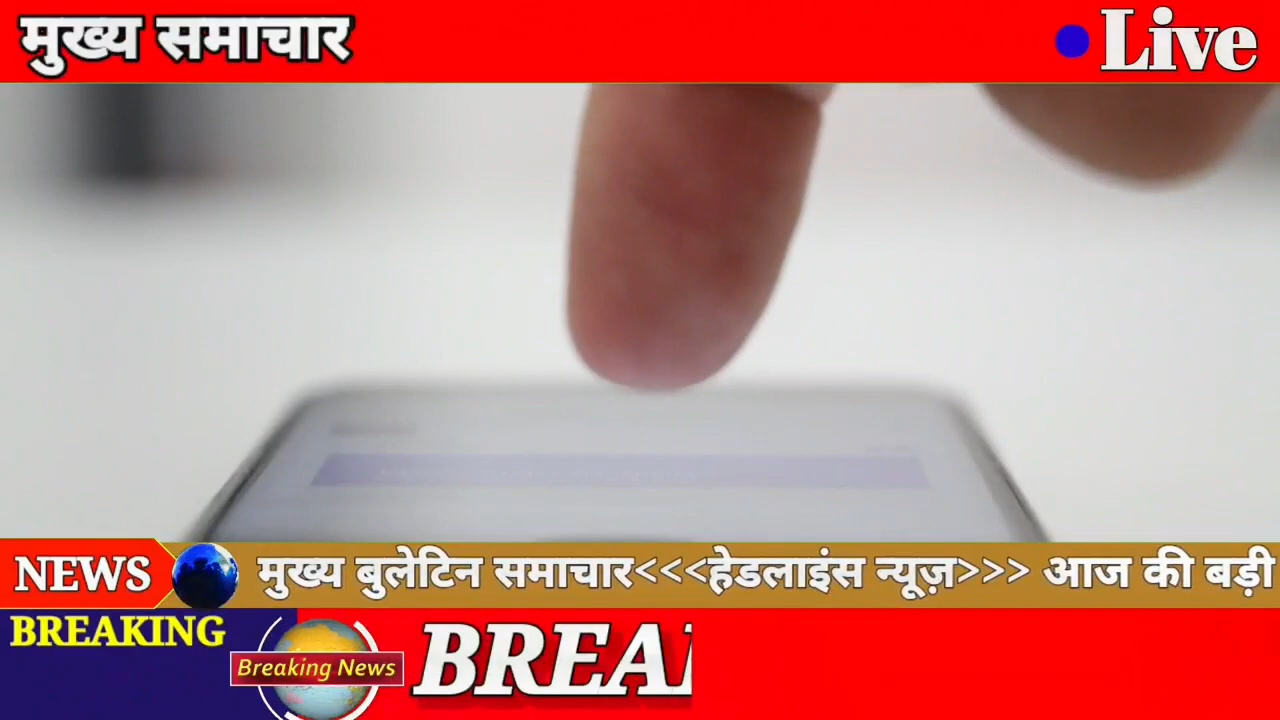 मुख्य समाचार
Live
NEWS
मुख्य बुलेटिन समाचार<<<हेडलाइंस न्यूज़>>> आज की बड़ी
BREAKING
Breaking News
BREA